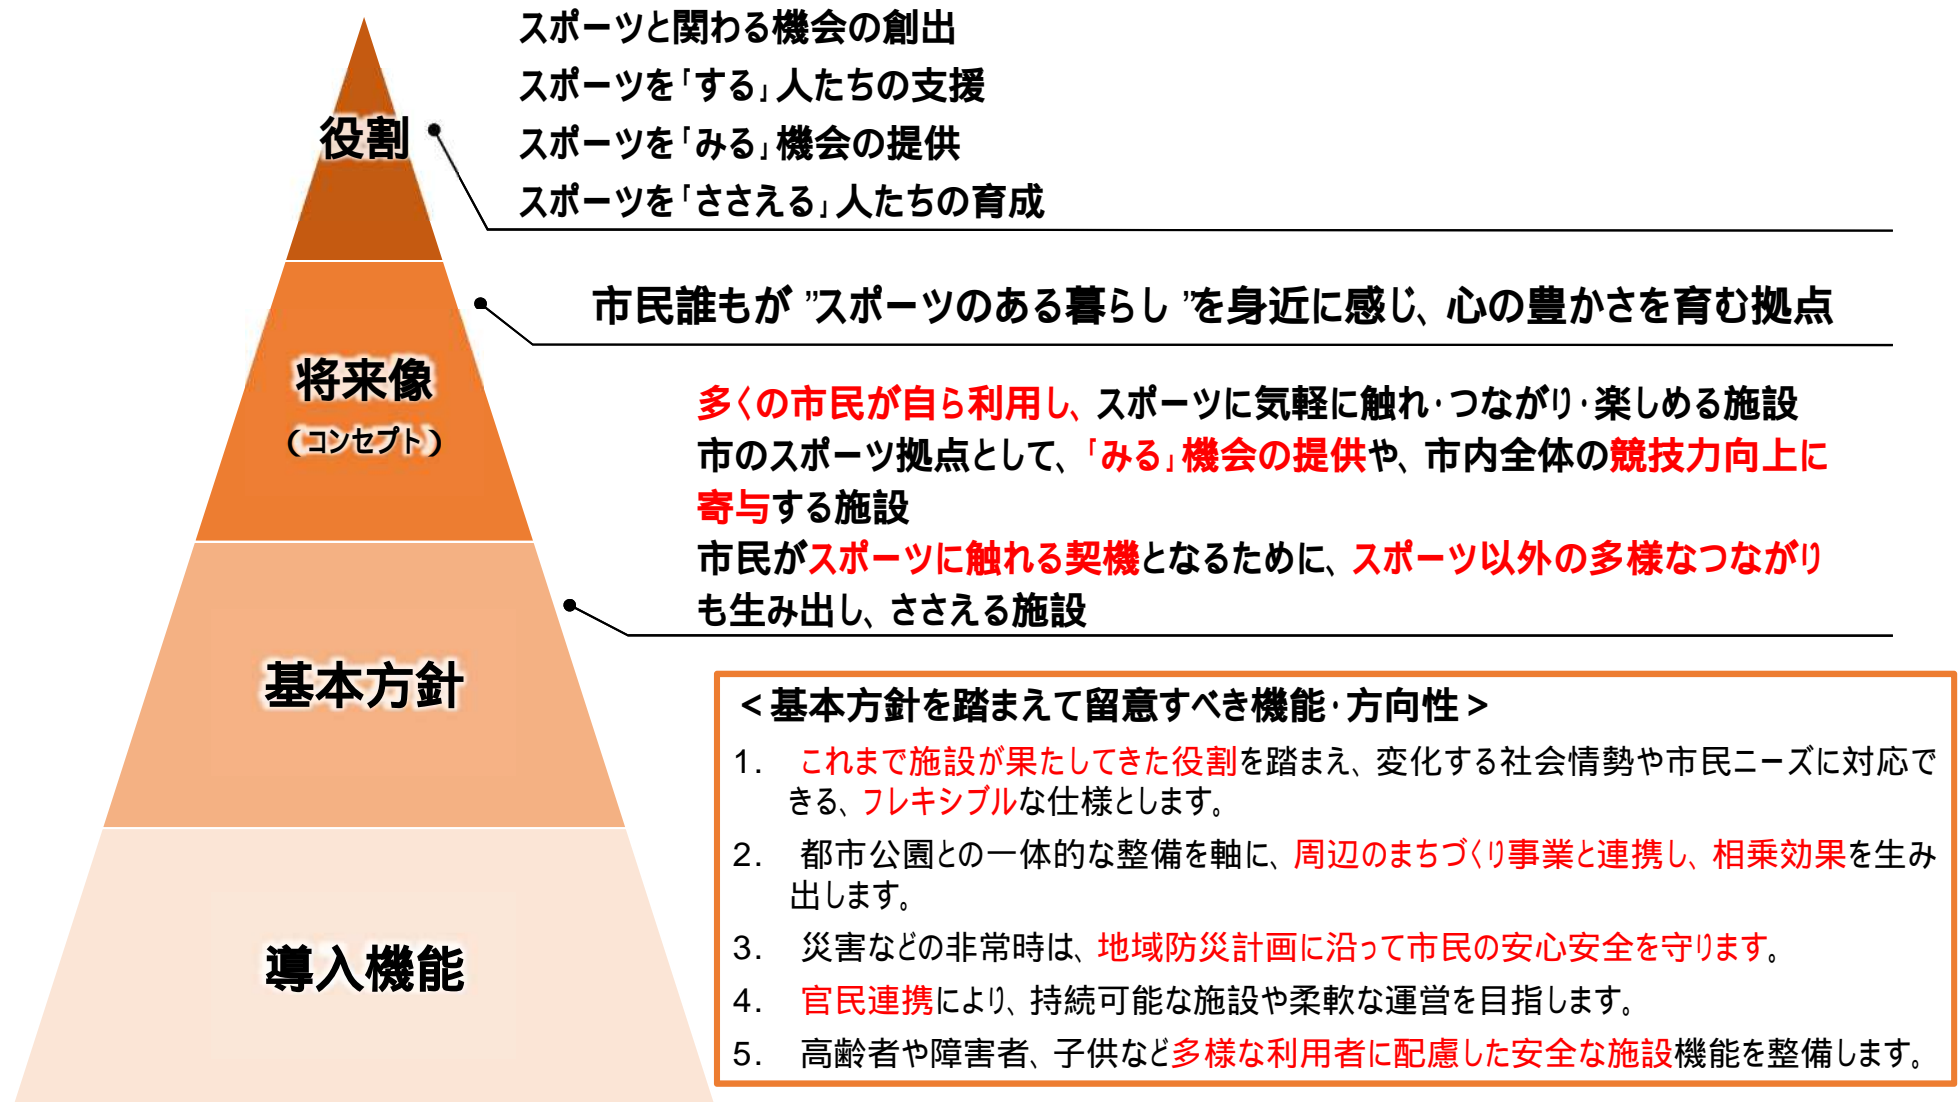 スポーツと関わる機会の創出
スポーツを「する」人たちの支援
スポーツを「みる」機会の提供
スポーツを「ささえる」人たちの育成
役割
市民誰もが ”スポーツのある暮らし ”を身近に感じ、心の豊かさを育む拠点
将来像
（コンセプト）
多くの市民が自ら利用し、スポーツに気軽に触れ・つながり・楽しめる施設
市のスポーツ拠点として、「みる」機会の提供や、市内全体の競技力向上に
寄与する施設
市民がスポーツに触れる契機となるために、スポーツ以外の多様なつながり
も生み出し、ささえる施設
基本方針
＜基本方針を踏まえて留意すべき機能・方向性＞
1. これまで施設が果たしてきた役割を踏まえ、変化する社会情勢や市民ニーズに対応で
きる、フレキシブルな仕様とします。
2. 都市公園との一体的な整備を軸に、周辺のまちづくり事業と連携し、相乗効果を生み
出します。
3. 災害などの非常時は、地域防災計画に沿って市民の安心安全を守ります。
4. 官民連携により、持続可能な施設や柔軟な運営を目指します。
5. 高齢者や障害者、子供など多様な利用者に配慮した安全な施設機能を整備します。
導入機能